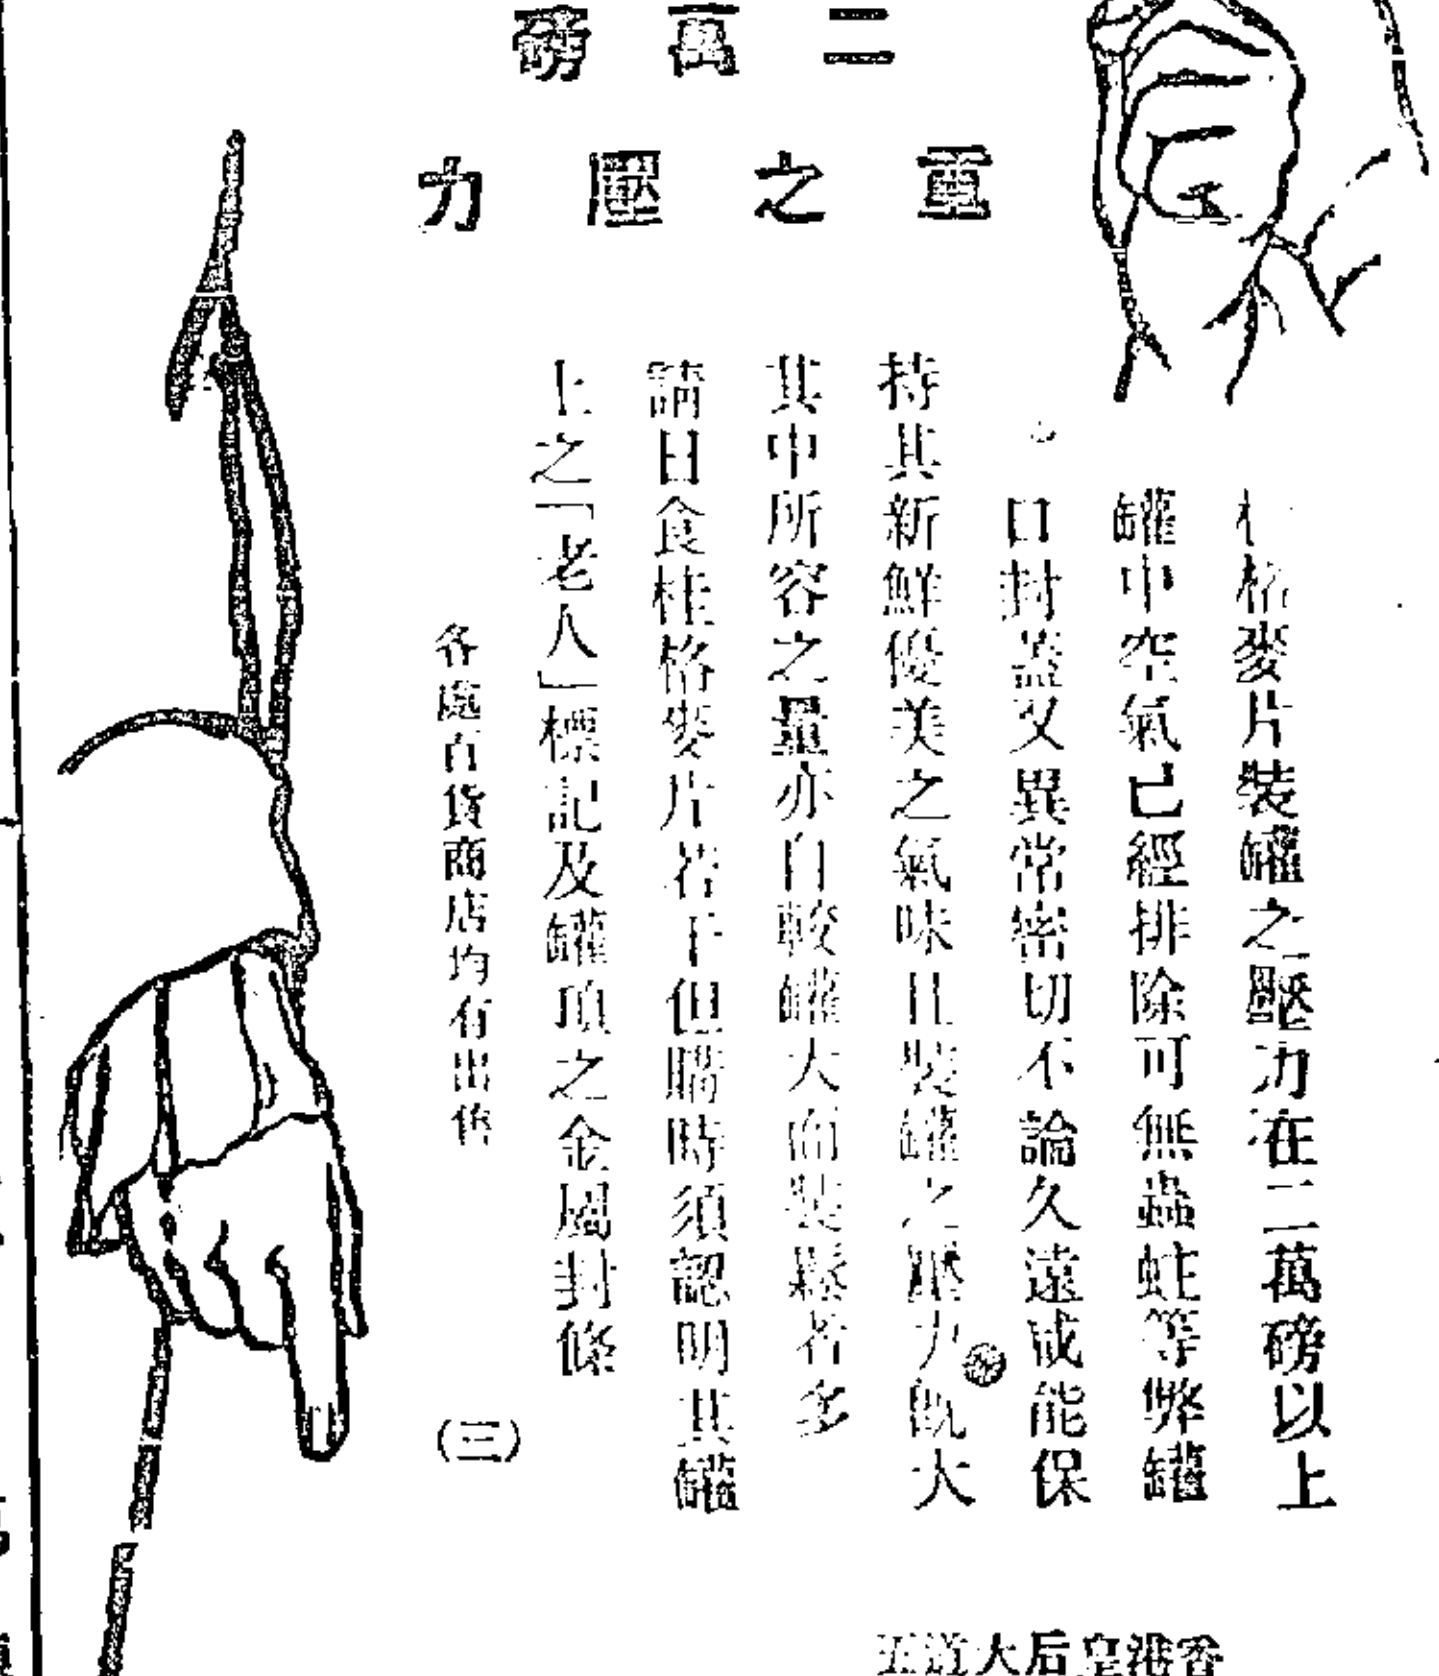 二萬磅
重之壓力
桂格麥片裝罐之壓力在二萬磅以上
罐中空氣已經排除可無蟲蛀等弊罐
口封蓋又異常密切不論久遠咸能保
持其新鮮優美之氣味且裝罐之壓力旣大
其中所容之量亦自較罐大而裝鬆者多
請日食桂格麥片若干但購時須認明其罐
上之「老人」標記及罐頂之金屬封條
各處百貨商店均有出售
(三)
香港皇后大道五